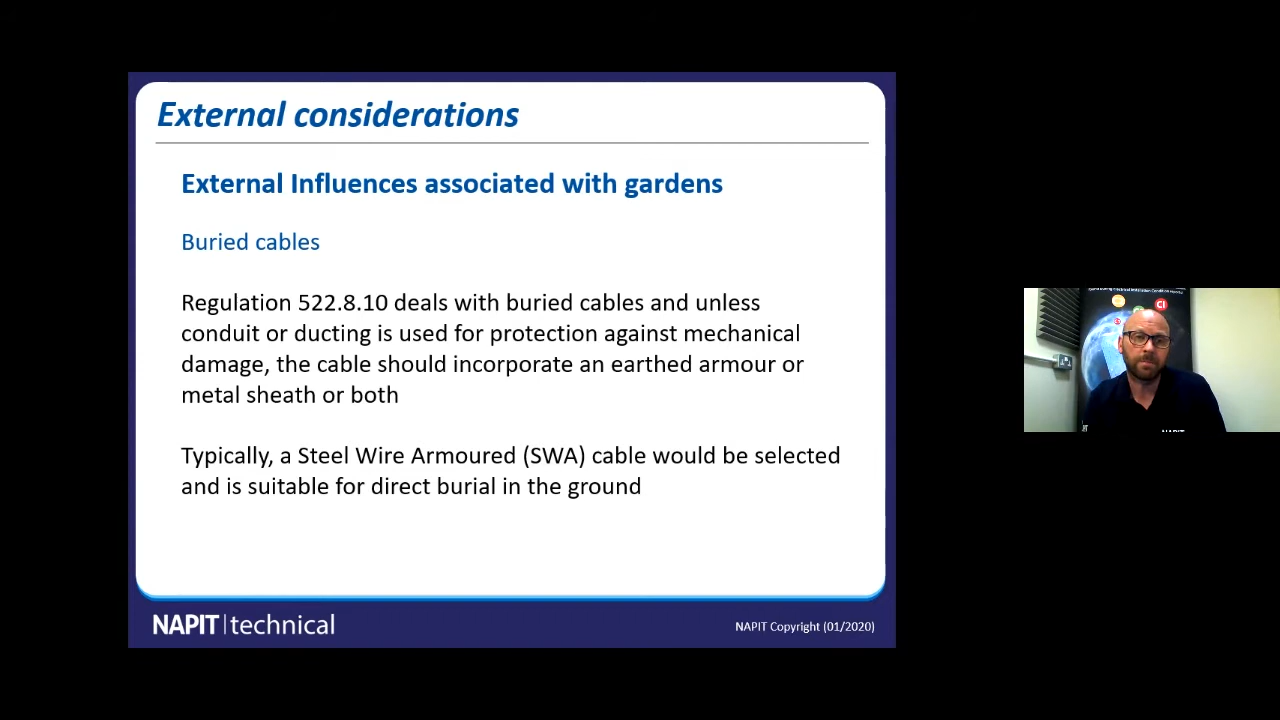 External considerations
External Influences associated with gardens
Buried cables
Regulation 522.8.10 deals with buried cables and unless
conduit or ducting is used for protection against mechanical
damage, the cable should incorporate an earthed armour or
metal sheath or both
Typically, a Steel Wire Armoured (SWA) cable would be selected
and is suitable for direct burial in the ground
NAPIT technical
NAPIT Copyright (01/2020)
CI
NAPIT